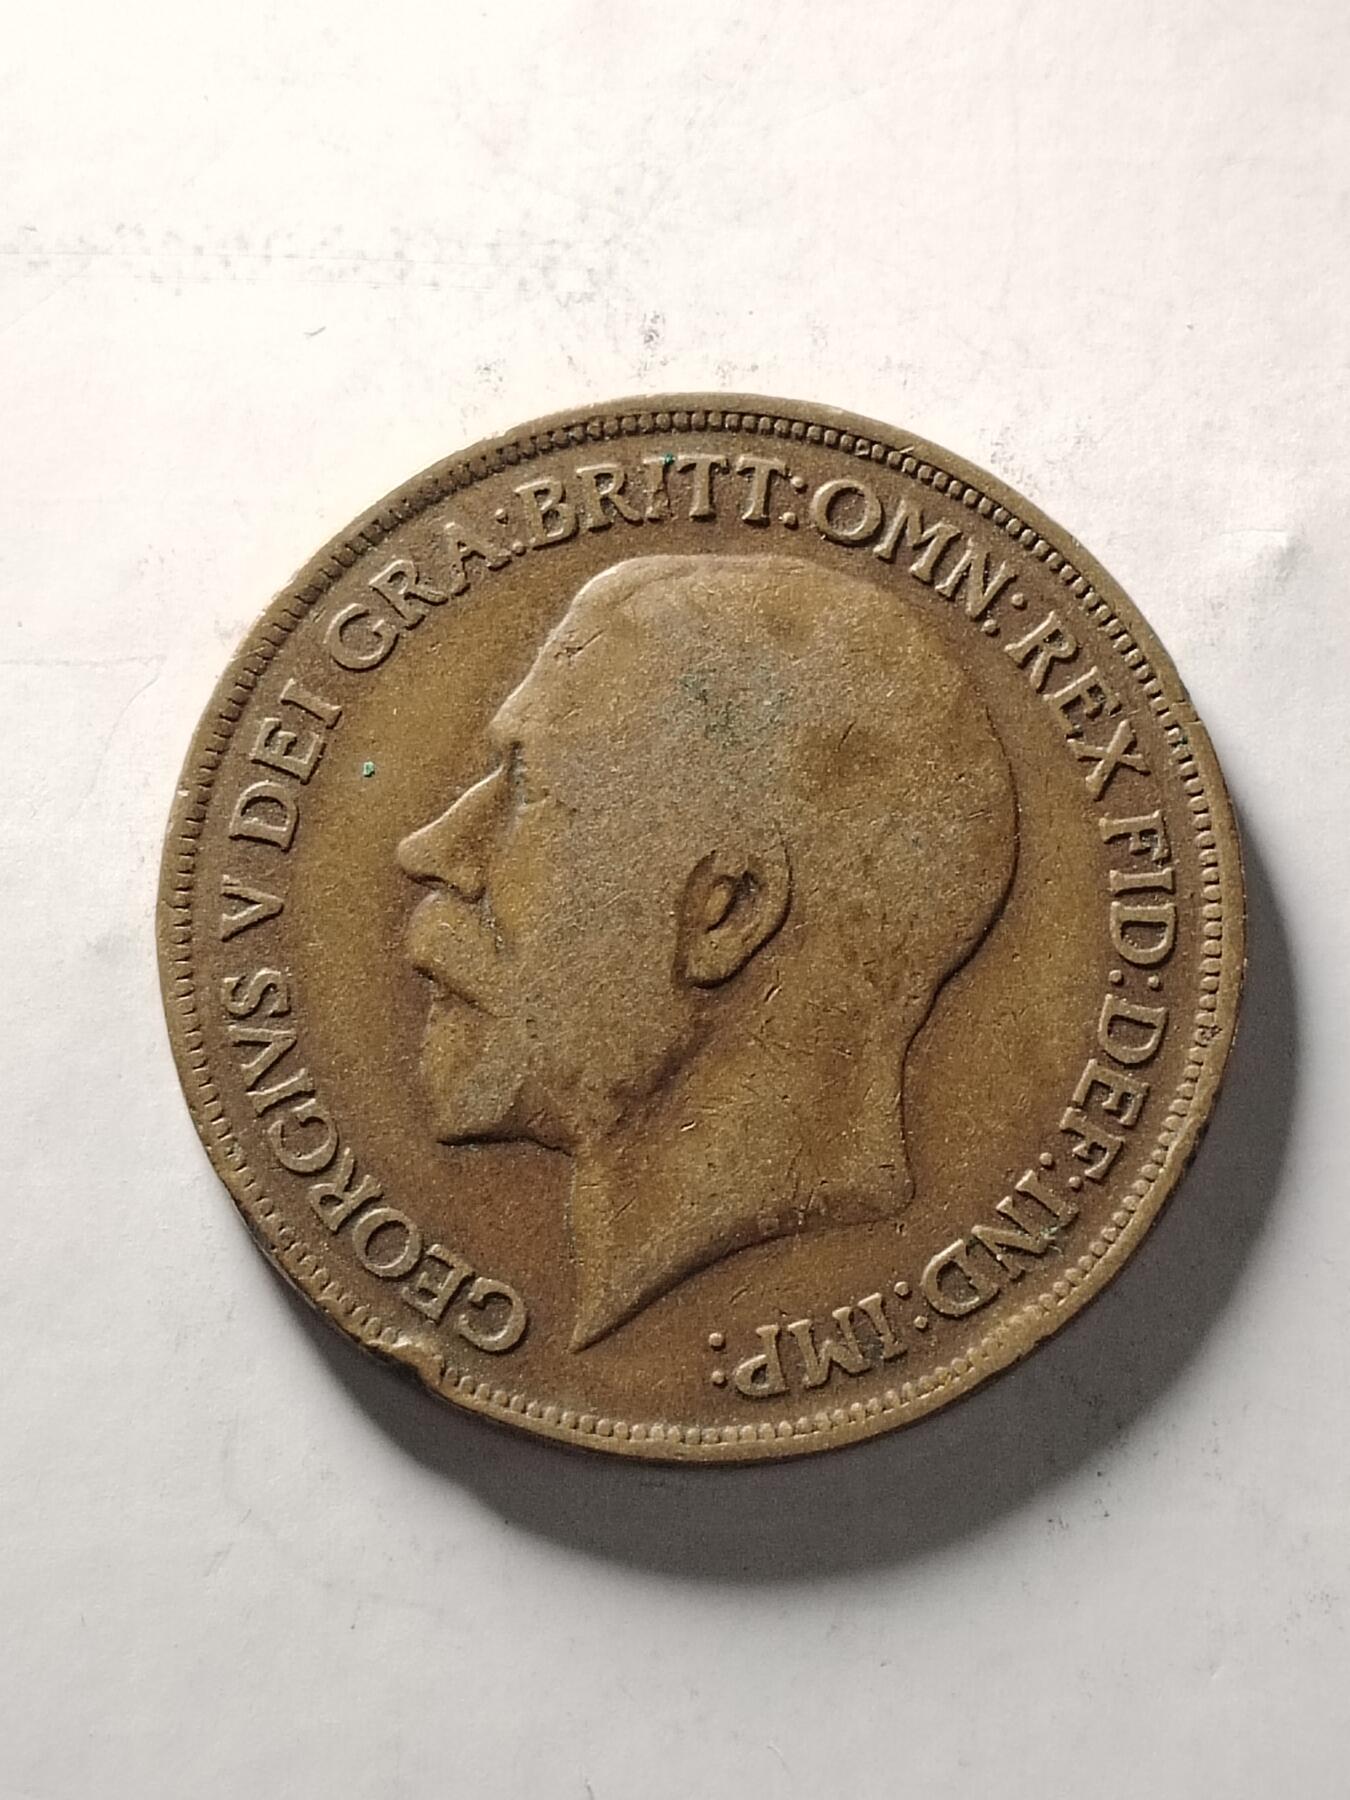 GEORGIVS V DEI GRA:BRITT:OMN:REX FID:DEF:IND:IMP: